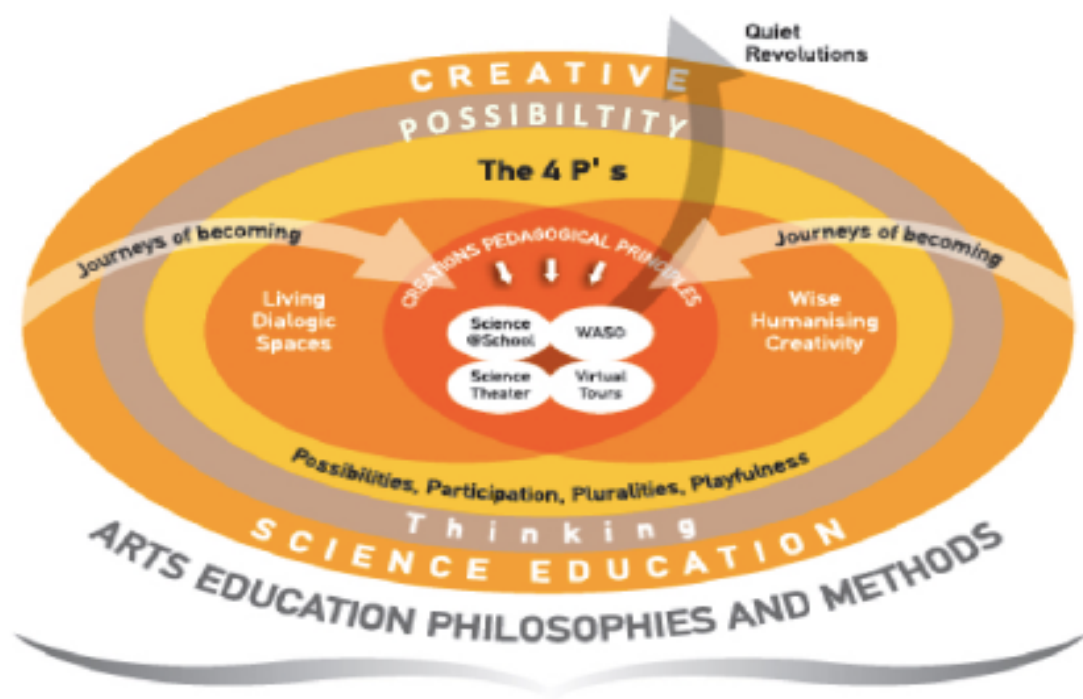 Quiet
Revolutions
CREATIVE
POSSIBILTITY
The 4 P' s
Journeys of becoming
Journeys of becoming
CREATIONS PEDAGOGICAL PRINCIPLES
Living
Dialogic
Spaces
Wise
Humanising
Creativity
Science
@School
WASO
Science
Theater
Virtual
Tours
Possibilities, Participation, Pluralities, Playfulness
Thinking
SCIENCE EDUCATION
ARTS EDUCATION PHILOSOPHIES AND METHODS